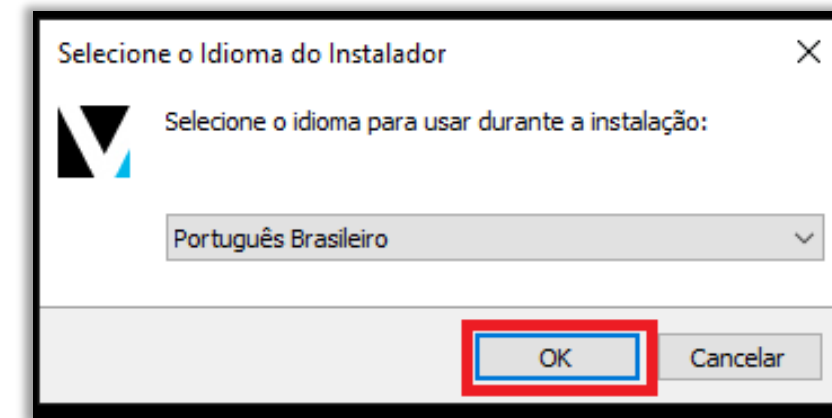 Selecione o Idioma do Instalador
Selecione o idioma para usar durante a instalação:
Português Brasileiro
OK
Cancelar